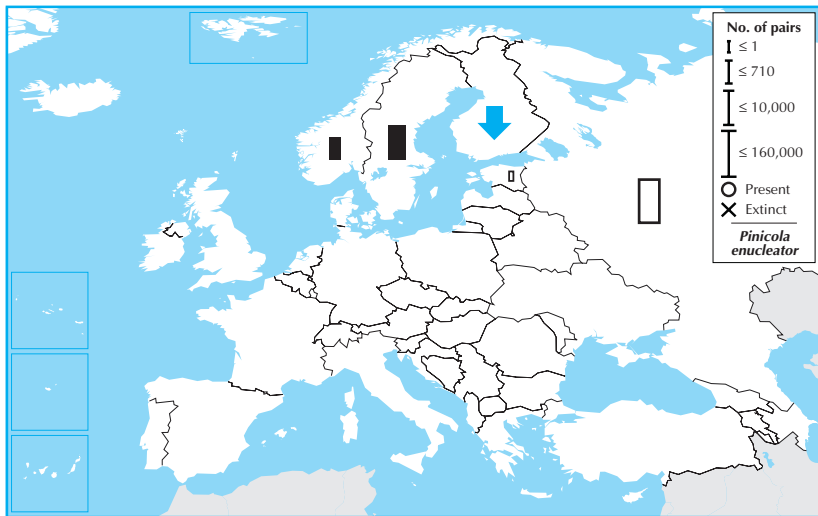 No. of pairs
≤ 1
≤ 710
≤ 10,000
≤ 160,000
Present
Extinct
Pinicola
enucleator